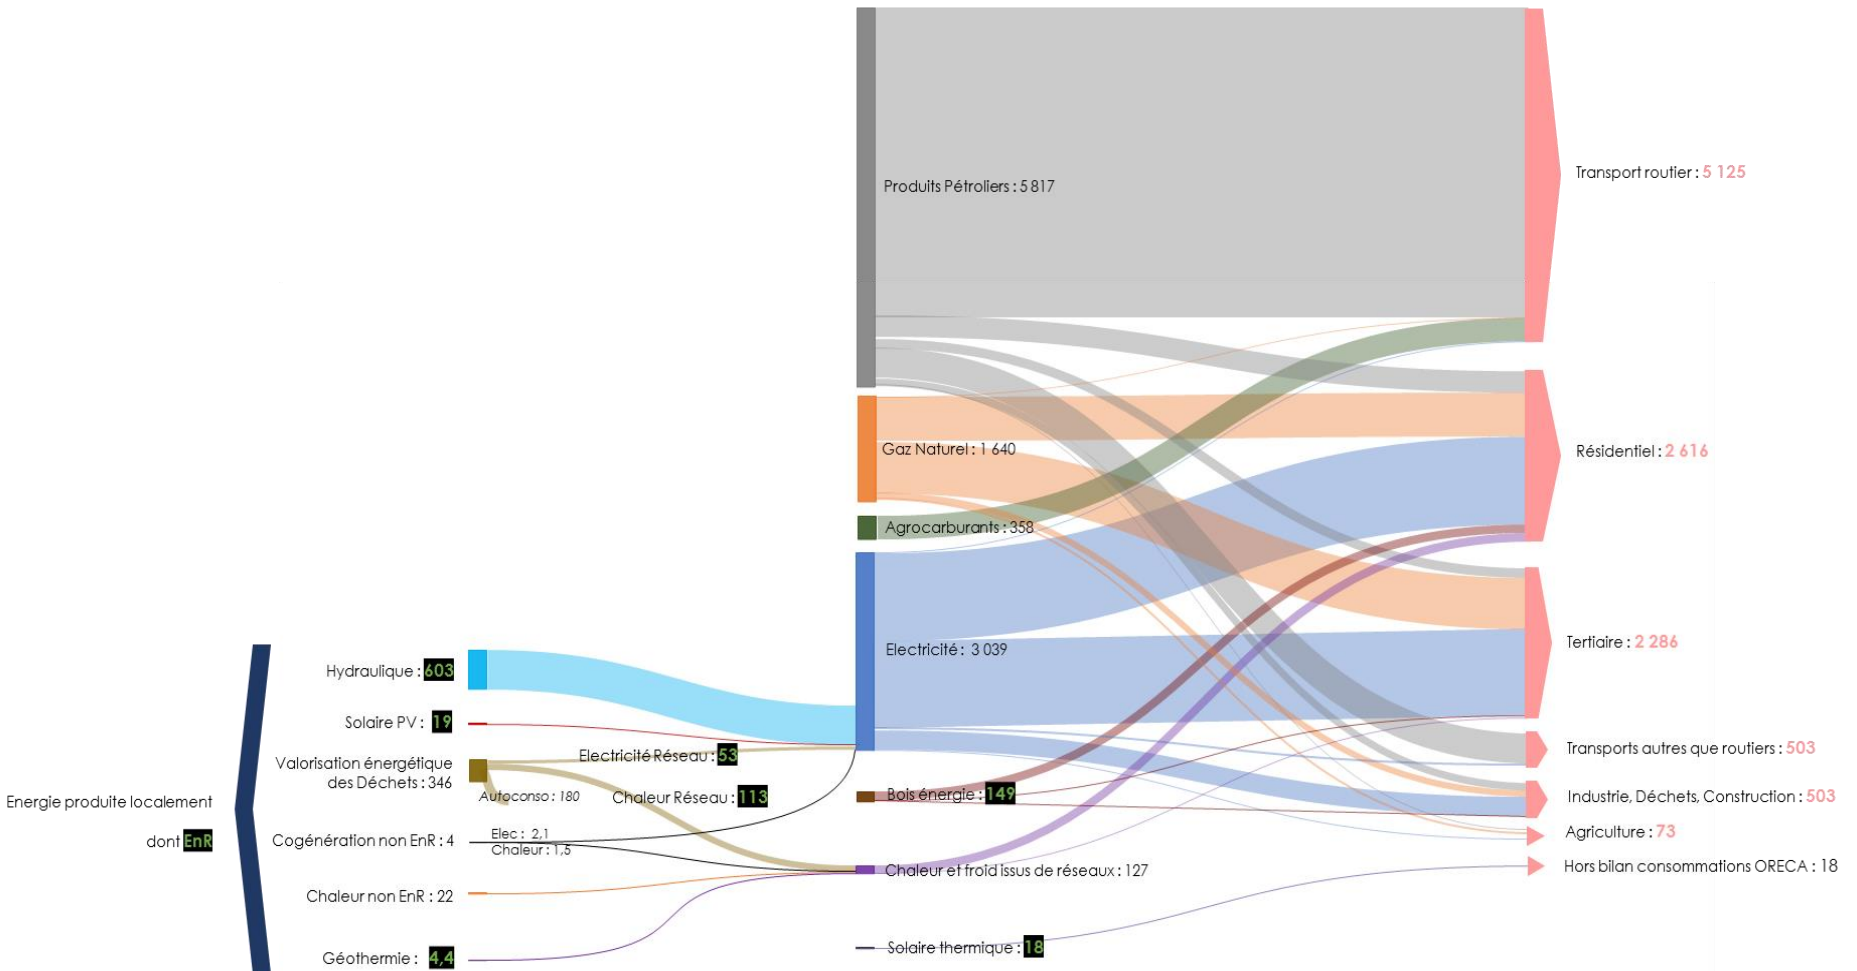 Produits Pétroliers : 5 817
Transport routier : 5 125
Gaz Naturel : 1 640
Résidentiel : 2 616
Agrocarburants : 358
Electricité : 3 039
Tertiaire : 2 286
Hydraulique : 603
Solaire PV : 19
Valorisation énergétique
des Déchets : 346
Electricité Réseau : 53
Autoconso : 180
Chaleur Réseau : 113
Bois énergie : 149
Transports autres que routiers : 503
Industrie, Déchets, Construction : 503
Energie produite localement
dont EnR
Cogénération non EnR : 4
Elec : 2,1
Chaleur : 1,5
Agriculture : 73
Chaleur et froid issus de réseaux : 127
Hors bilan consommations ORECA : 18
Chaleur non EnR : 22
Géothermie : 4,4
Solaire thermique : 18